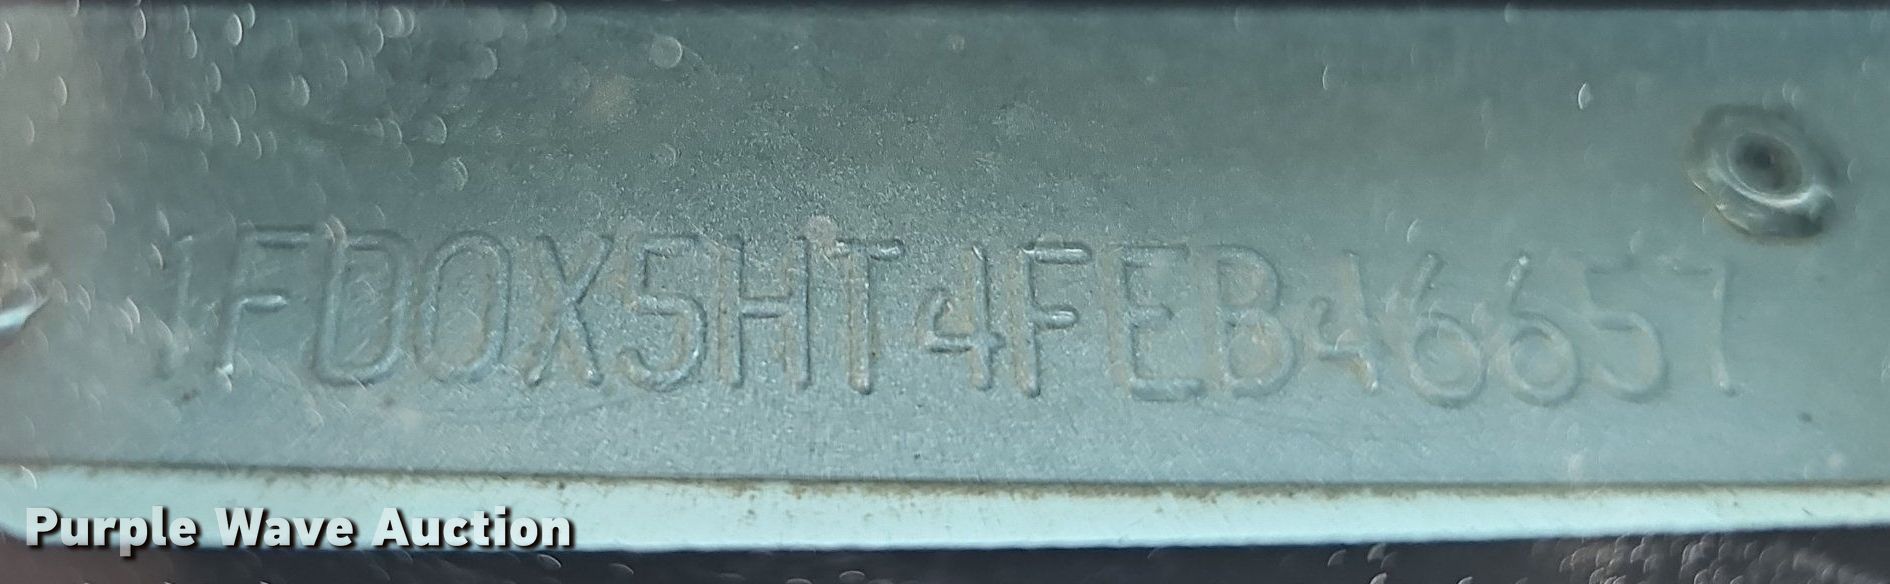 1FD0X5HT4FEB46657
Purple Wave Auction